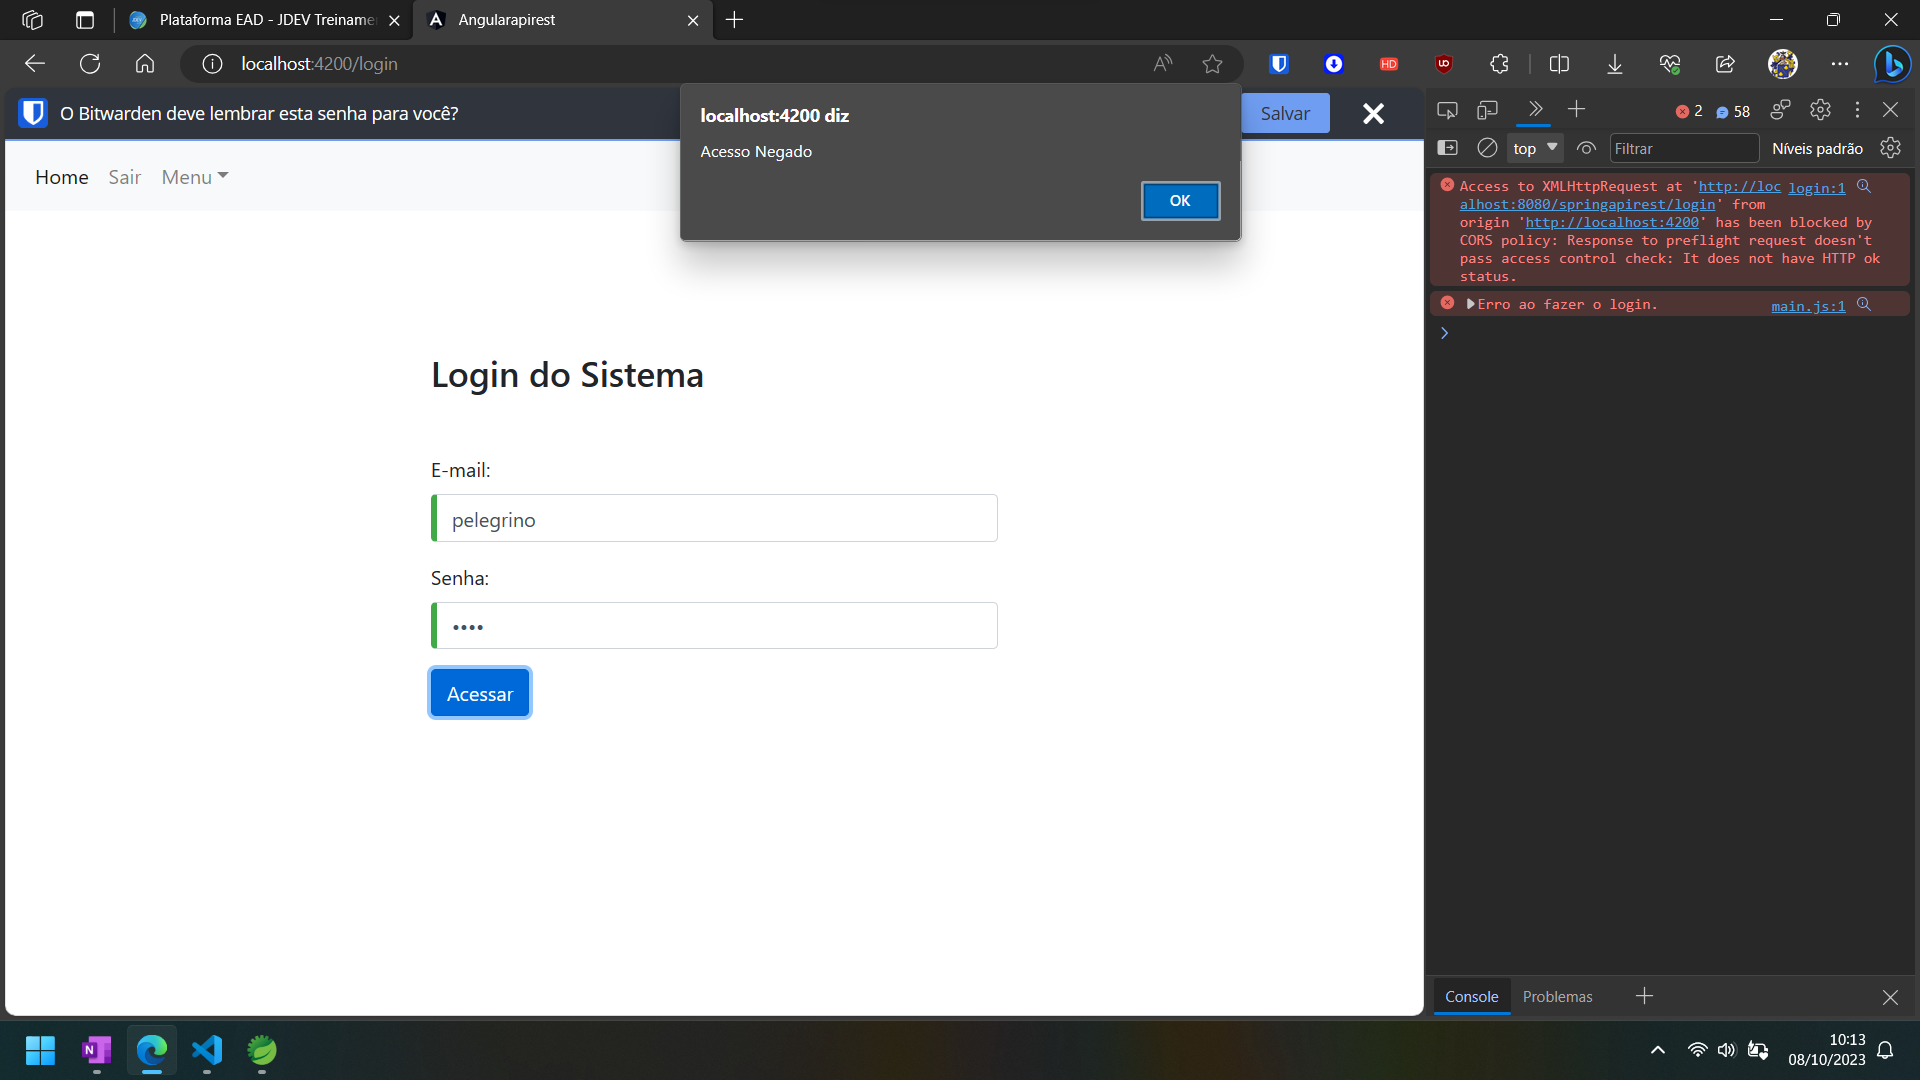 Plataforma EAD - JDEV Treiname
Angularapirest
localhost:4200/login
O Bitwarden deve lembrar esta senha para você?
Salvar
localhost:4200 diz
Acesso Negado
OK
Home Sair Menu
Login do Sistema
E-mail:
pelegrino
Senha:
••••
Acessar
2 58
top
Filtrar
Níveis padrão
Access to XMLHttpRequest at 'http://loc login:1
alhost:8080/springapirest/login' from
origin 'http://localhost:4200' has been blocked by
CORS policy: Response to preflight request doesn't
pass access control check: It does not have HTTP ok
status.
Erro ao fazer o login. main.js:1
Console Problemas
10:13
08/10/2023